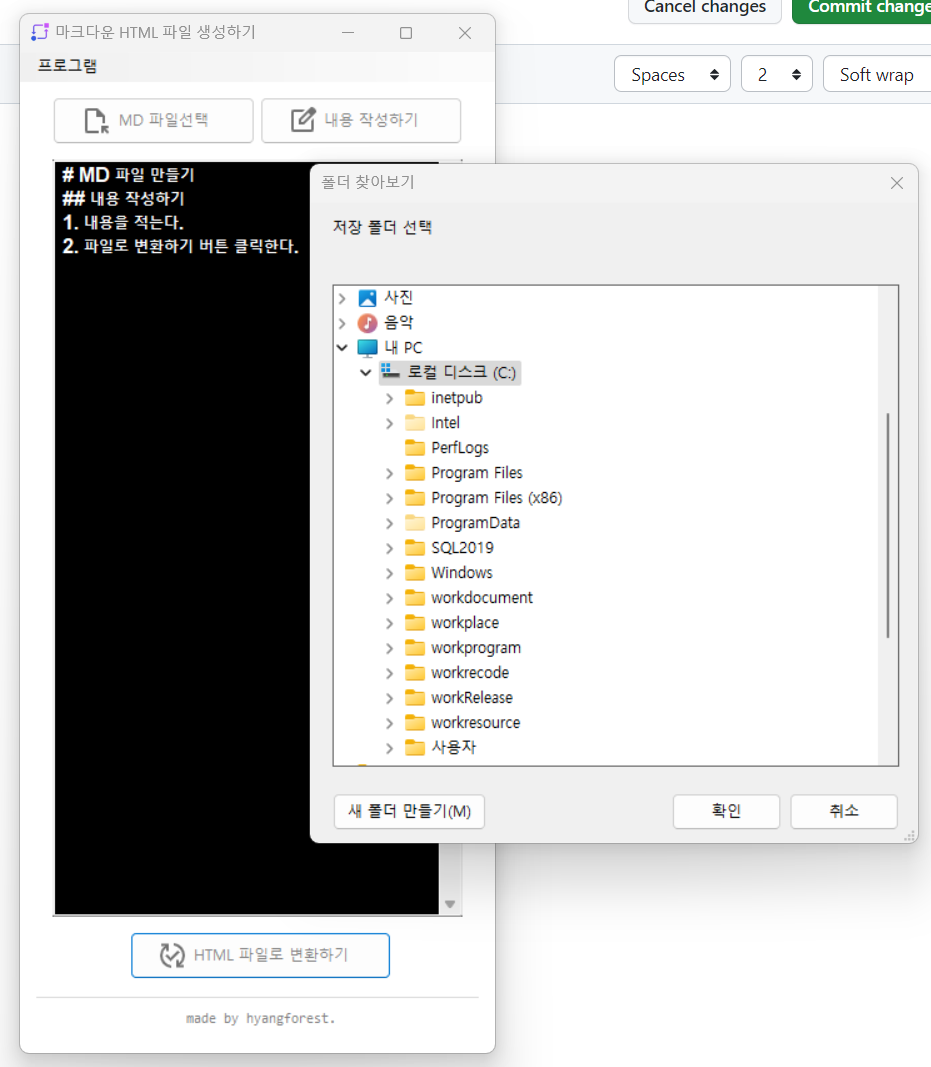 Cancel changes
Commit change
Spaces
2
Soft wrap
마크다운 HTML 파일 생성하기
프로그램
MD 파일선택
내용 작성하기
# MD 파일 만들기
## 내용 작성하기
1. 내용을 적는다.
2. 파일로 변환하기 버튼 클릭한다.
폴더 찾아보기
저장 폴더 선택
사진
음악
내 PC
로컬 디스크 (C:)
inetpub
Intel
PerfLogs
Program Files
Program Files (x86)
ProgramData
SQL2019
Windows
workdocument
workplace
workprogram
workrecode
workRelease
workresource
사용자
새 폴더 만들기(M)
확인
취소
HTML 파일로 변환하기
made by hyangforest.